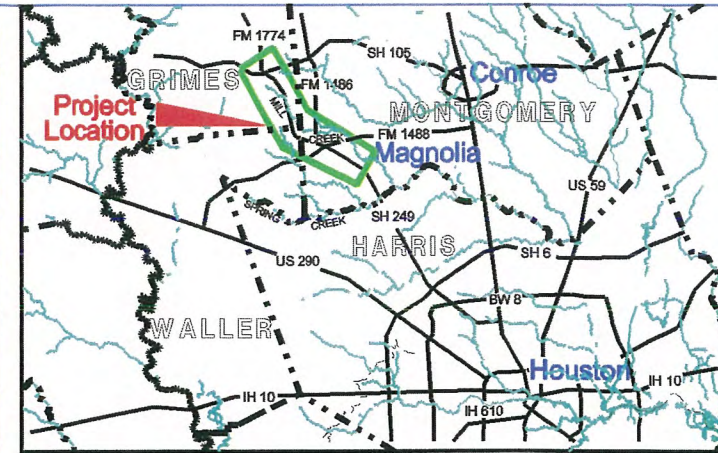 FM 1774
SH 105
GRIMES
Conroe
FM 1486
Project
Location
MILL
MONTGOMERY
CREEK
FM 1488
Magnolia
US 59
SPRING
CREEK
SH 249
HARRIS
US 290
SH 6
BW 8
WALLER
Houston
IH 10
IH 10
IH 610